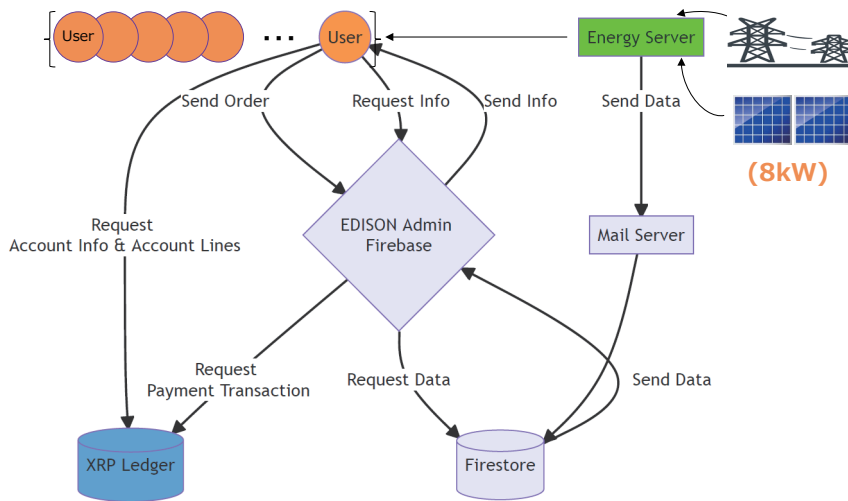 User
...
User
Energy Server
Send Order
Request Info
Send Info
Send Data
(8kW)
Request
Account Info & Account Lines
EDISON Admin
Firebase
Mail Server
Request
Payment Transaction
Request Data
Send Data
XRP Ledger
Firestore